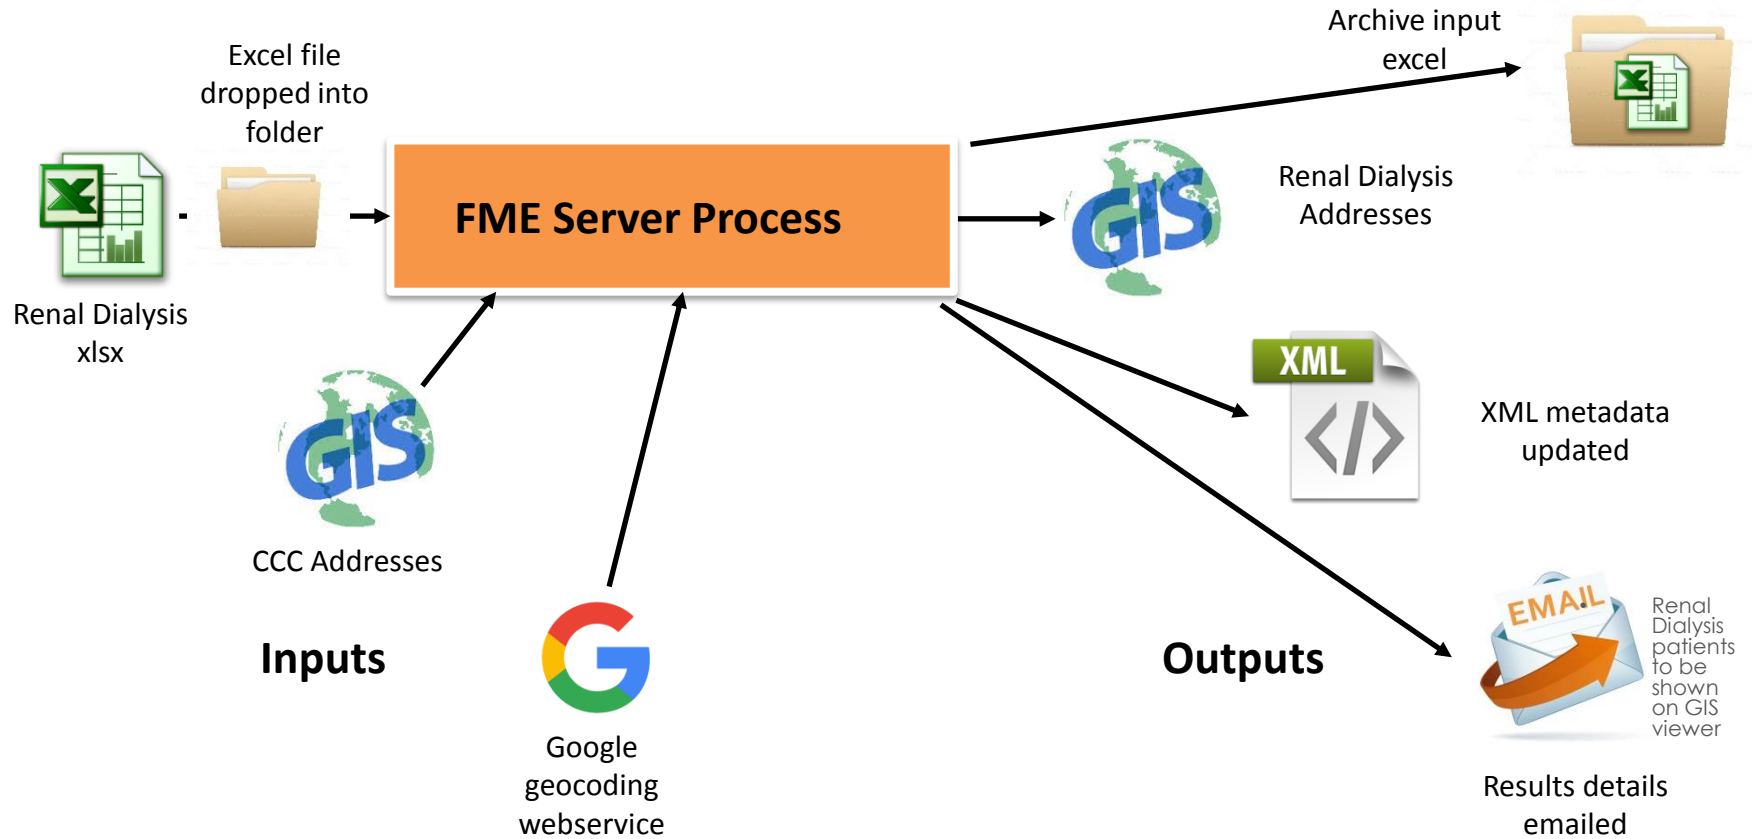 Archive input
excel
Excel file
dropped into
folder
FME Server Process
GIS
Renal Dialysis
Addresses
Renal Dialysis
xlsx
XML
</>
XML metadata
updated
GIS
CCC Addresses
Inputs
Google
geocoding
webservice
Outputs
EMAIL
Renal
Dialysis
patients
to be
shown
on GIS
viewer
Results details
emailed